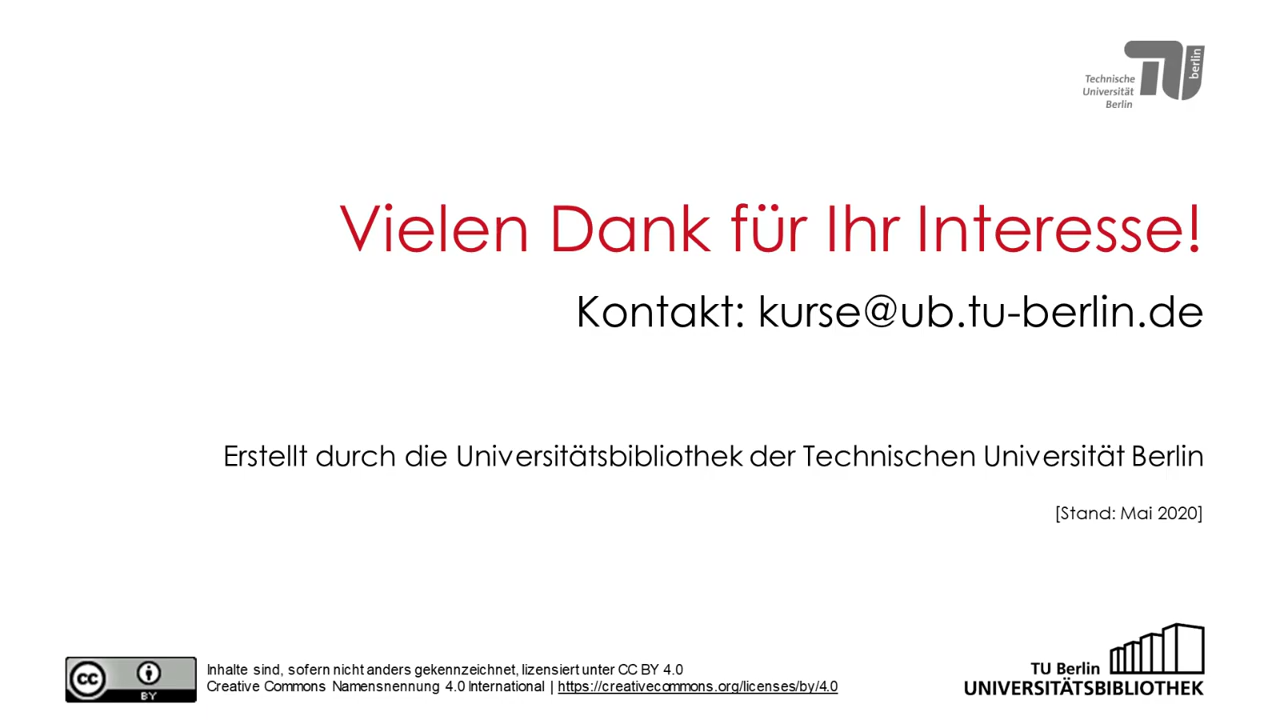 berlin
Technische
Universität
Berlin
Vielen Dank für Ihr Interesse!
Kontakt: kurse@ub.tu-berlin.de
Erstellt durch die Universitätsbibliothek der Technischen Universität Berlin
[Stand: Mai 2020]
cc
BY
Inhalte sind, sofern nicht anders gekennzeichnet, lizensiert unter CC BY 4.0
Creative Commons Namensnennung 4.0 International | https://creativecommons.org/licenses/by/4.0
TU Berlin
UNIVERSITÄTSBIBLIOTHEK